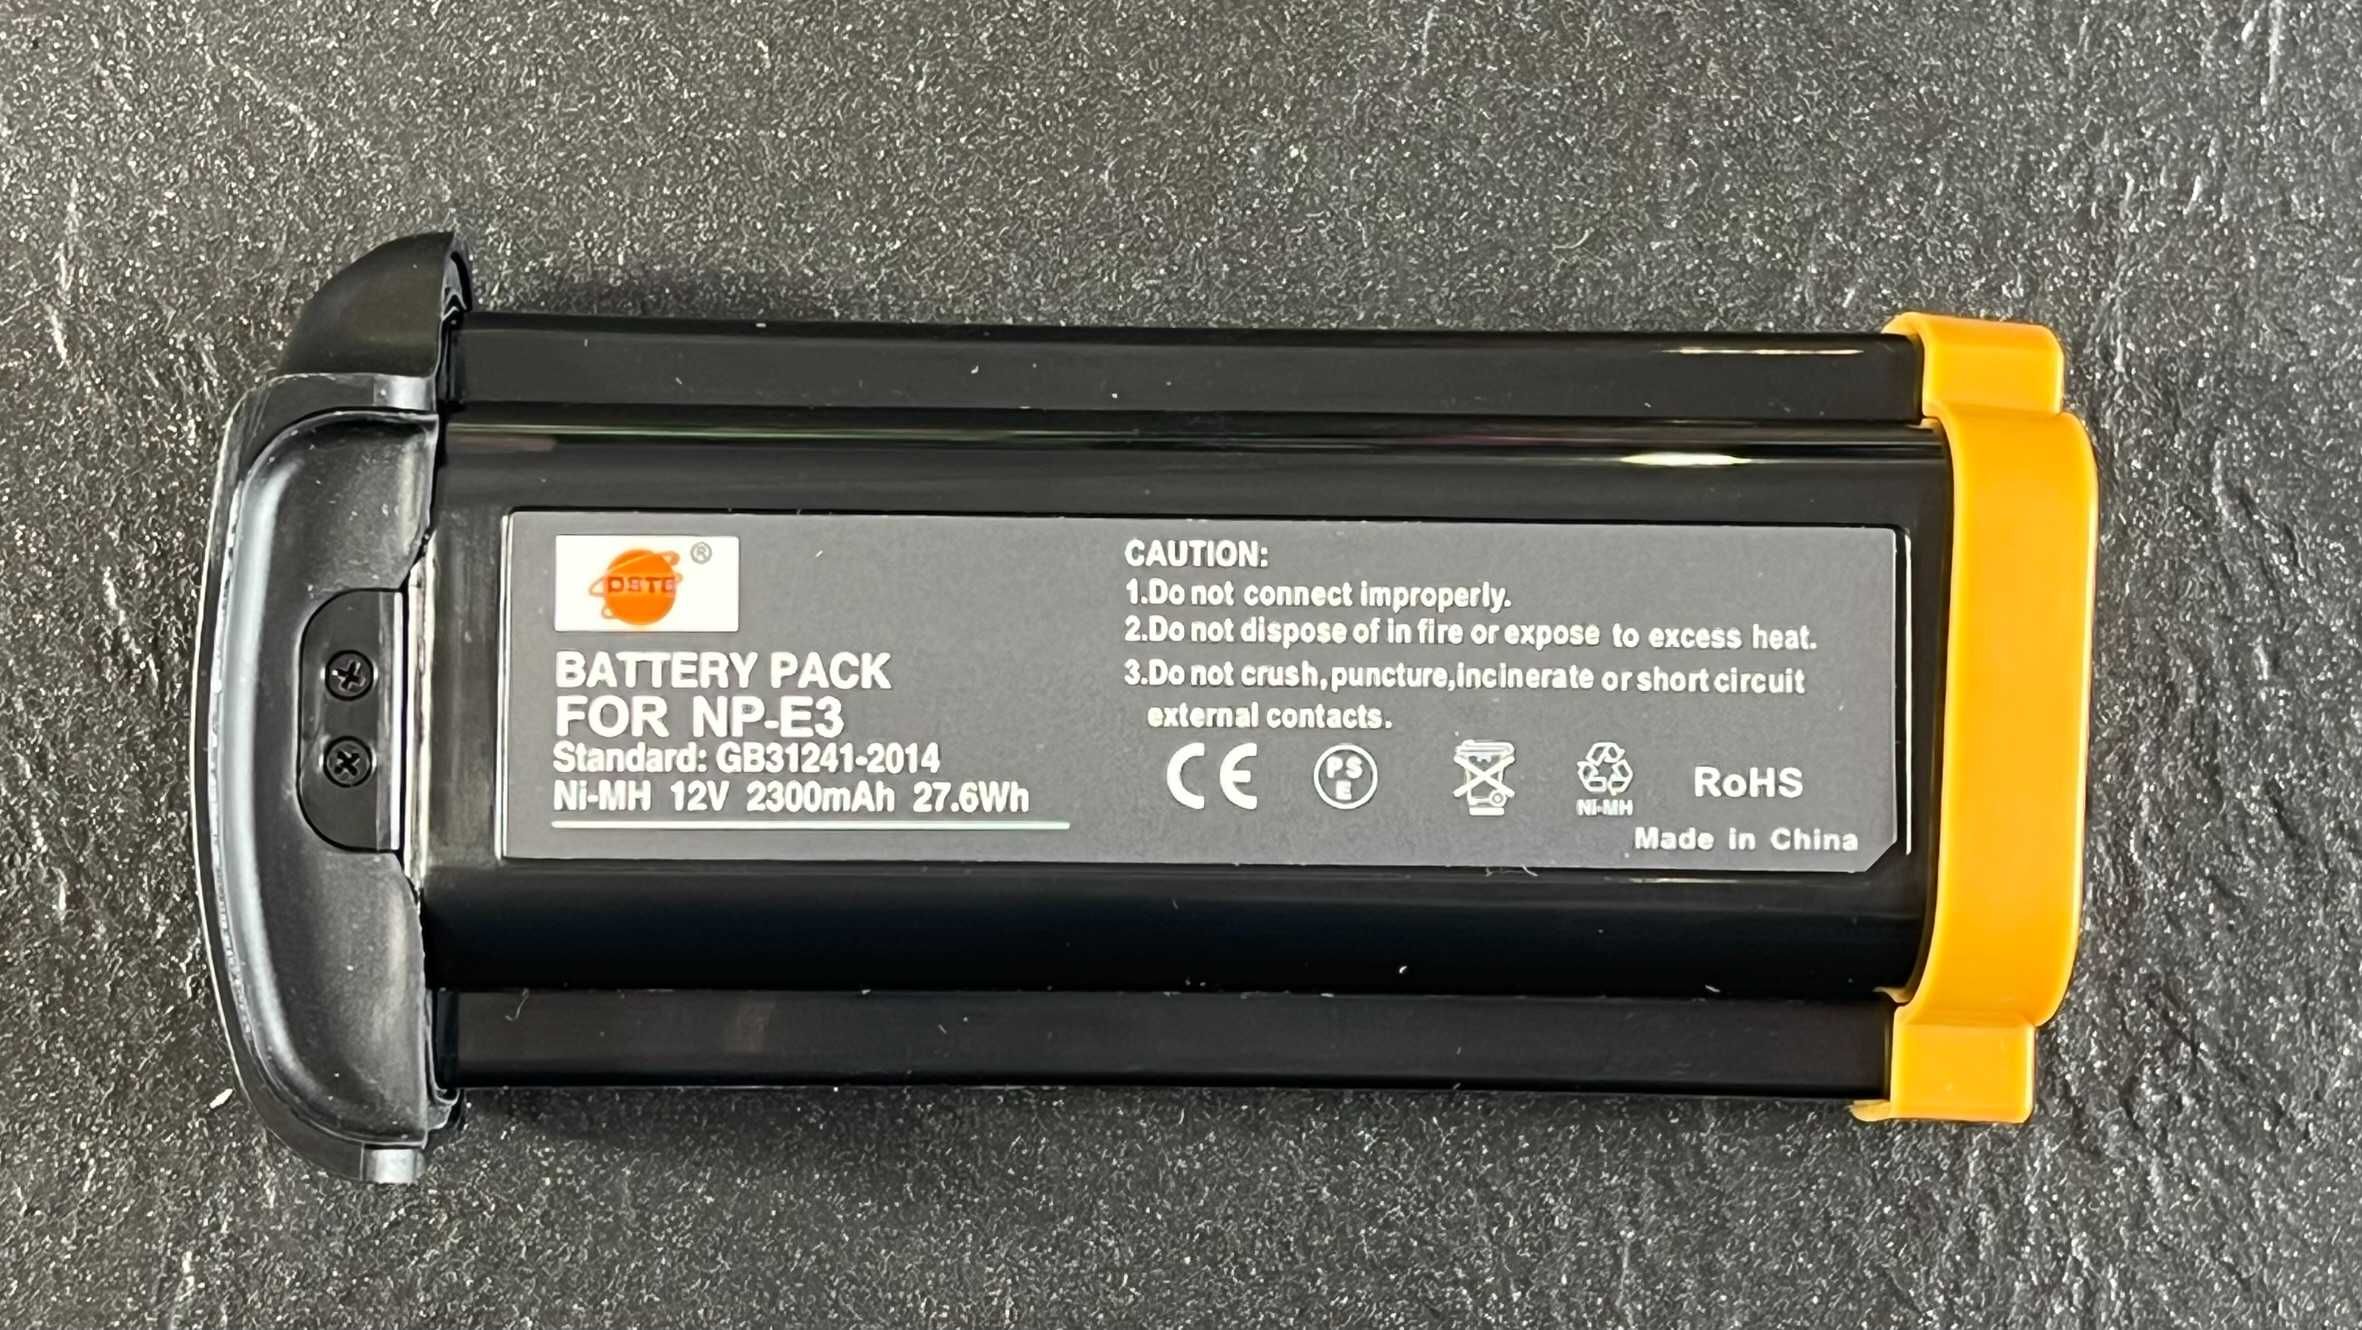 DSTE ®
BATTERY PACK
FOR NP-E3
Standard: GB31241-2014
Ni-MH 12V 2300mAh 27.6Wh
CAUTION:
1.Do not connect improperly.
2.Do not dispose of in fire or expose to excess heat.
3.Do not crush,puncture,incinerate or short circuit
external contacts.
CE PSE Ni-MH RoHS
Made in China